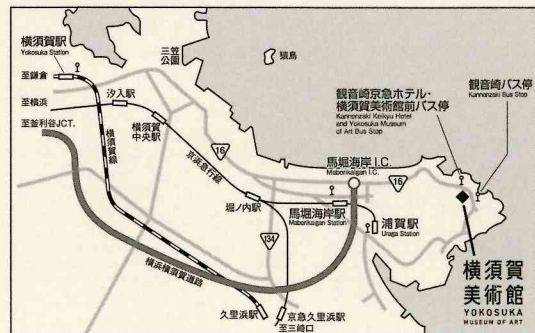 横須賀駅
Yokosuka Station
至鎌倉
至横浜
至釜利谷JCT.
汐入駅
横須賀
中央駅
三笠
公園
猿島
横須賀線
京浜急行線
16
堀ノ内駅
134
横浜横須賀道路
久里浜駅
京急久里浜駅
至三崎口
馬堀海岸I.C.
Maborikaigan I.C.
16
馬堀海岸駅
Maborikaigan Station
浦賀駅
Uraga Station
観音崎京急ホテル・
横須賀美術館前バス停
Kannonzaki Keikyu Hotel
and Yokosuka Museum
of Art Bus Stop
観音崎バス停
Kannonzaki Bus Stop
横須賀
美術館
YOKOSUKA
MUSEUM OF ART